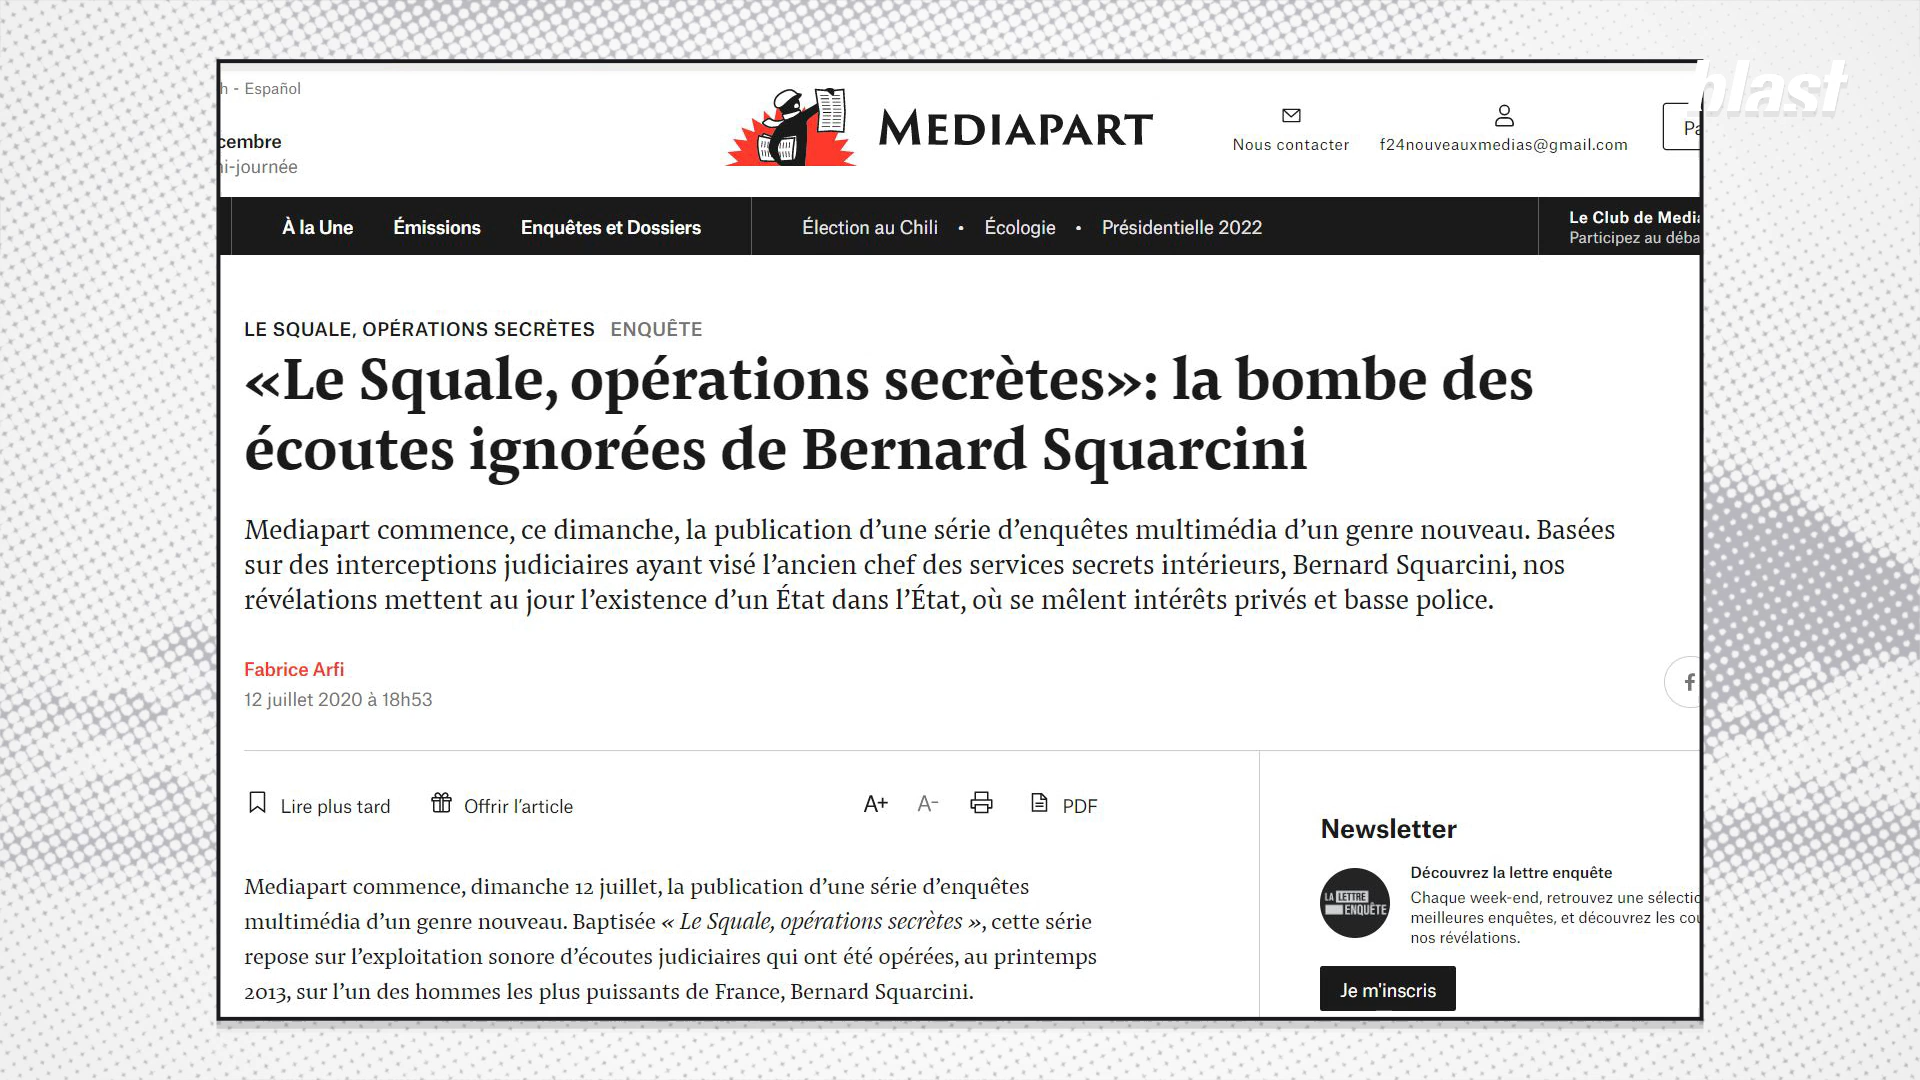 blast
h - Español
cembre
i-journée
MEDIAPART
Nous contacter
f24nouveauxmedias@gmail.com
Pa
À la Une
Émissions
Enquêtes et Dossiers
Élection au Chili • Écologie • Présidentielle 2022
Le Club de Media
Participez au déba
LE SQUALE, OPÉRATIONS SECRÈTES ENQUÊTE
«Le Squale, opérations secrètes»: la bombe des
écoutes ignorées de Bernard Squarcini
Mediapart commence, ce dimanche, la publication d’une série d’enquêtes multimédia d’un genre nouveau. Basées
sur des interceptions judiciaires ayant visé l’ancien chef des services secrets intérieurs, Bernard Squarcini, nos
révélations mettent au jour l’existence d’un État dans l’État, où se mêlent intérêts privés et basse police.
Fabrice Arfi
12 juillet 2020 à 18h53
Lire plus tard
Offrir l’article
A+
A-
PDF
Mediapart commence, dimanche 12 juillet, la publication d’une série d’enquêtes
multimédia d’un genre nouveau. Baptisée « Le Squale, opérations secrètes », cette série
repose sur l’exploitation sonore d’écoutes judiciaires qui ont été opérées, au printemps
2013, sur l’un des hommes les plus puissants de France, Bernard Squarcini.
Newsletter
LA LETTRE
ENQUÊTE
Découvrez la lettre enquête
Chaque week-end, retrouvez une sélectio
meilleures enquêtes, et découvrez les cou
nos révélations.
Je m'inscris